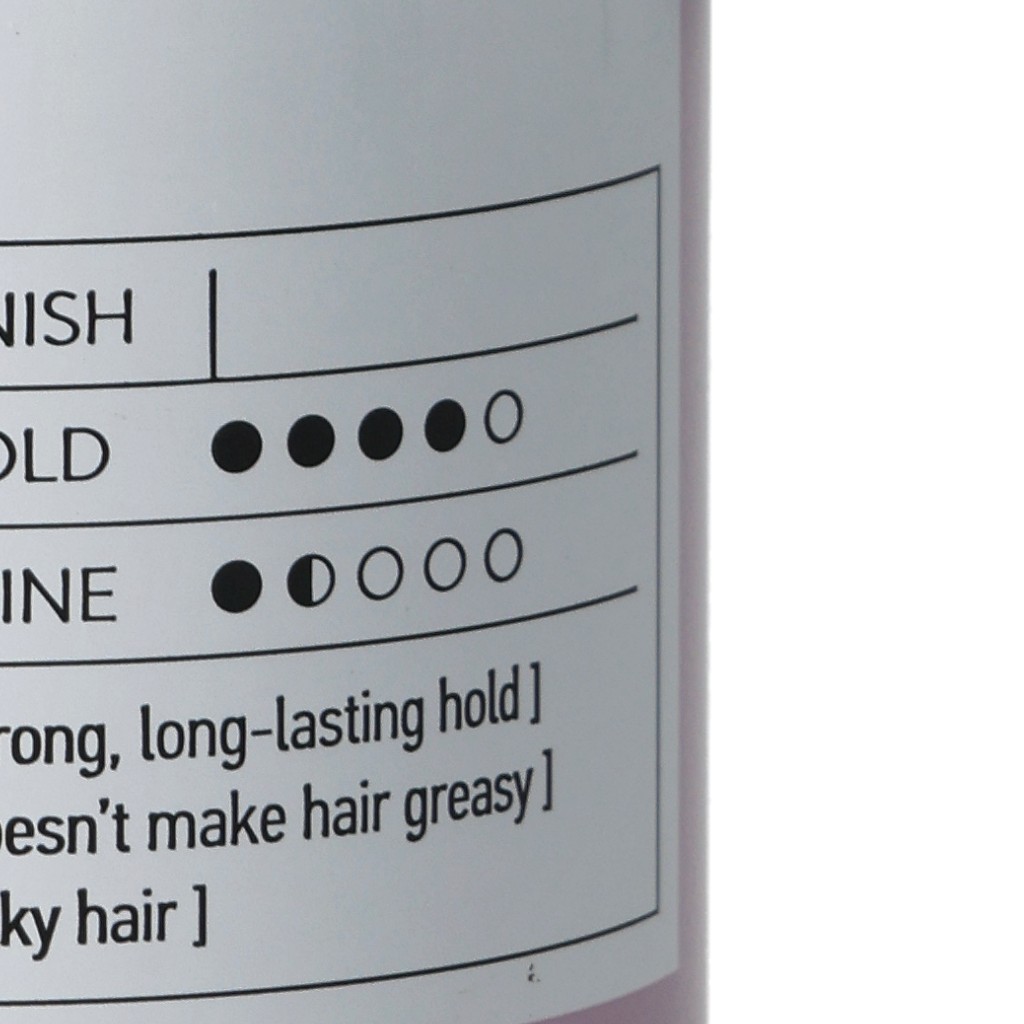 NISH
OLD ●●●●○
INE ●◐○○○
rong, long-lasting hold ]
oesn't make hair greasy ]
ky hair ]